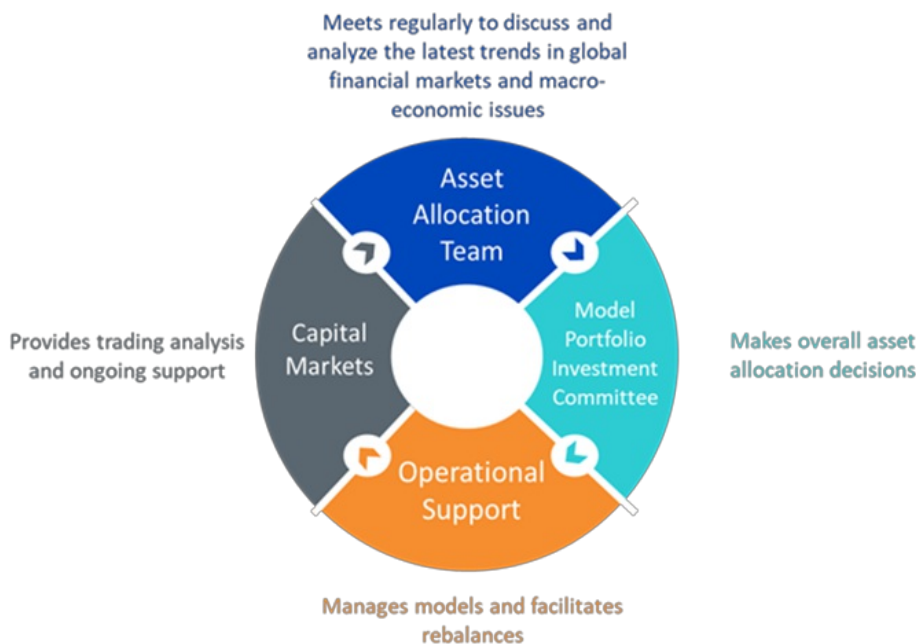 Meets regularly to discuss and
analyze the latest trends in global
financial markets and macro-
economic issues
Asset
Allocation
Team
Provides trading analysis
and ongoing support
Capital
Markets
Model
Portfolio
Investment
Committee
Makes overall asset
allocation decisions
Operational
Support
Manages models and facilitates
rebalances